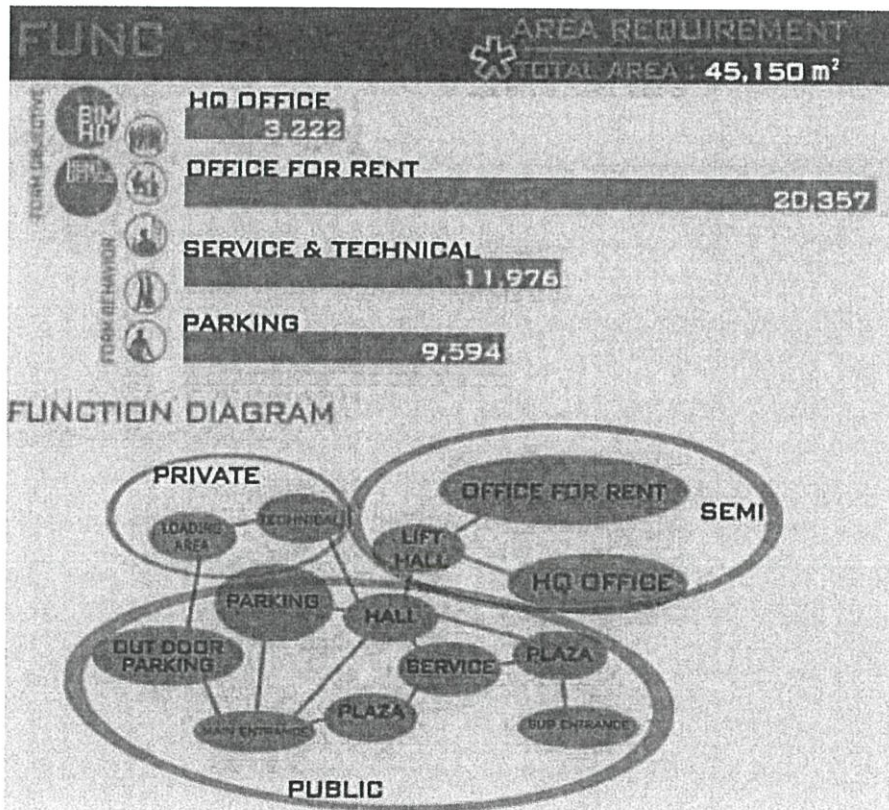 FUNC
AREA REQUIREMENT
TOTAL AREA : 45,150 m²
HQ OFFICE
3,222
BIM
HQ
OFFICE FOR RENT
20,357
SERVICE & TECHNICAL
11,976
PARKING
9,594
FUNCTION DIAGRAM
PRIVATE
OFFICE FOR RENT
SEMI
LOADING
AREA
TECHNICAL
LIFT
HALL
HQ OFFICE
PARKING
HALL
OUT DOOR
PARKING
SERVICE
PLAZA
MAIN ENTRANCE
PLAZA
SUB ENTRANCE
PUBLIC